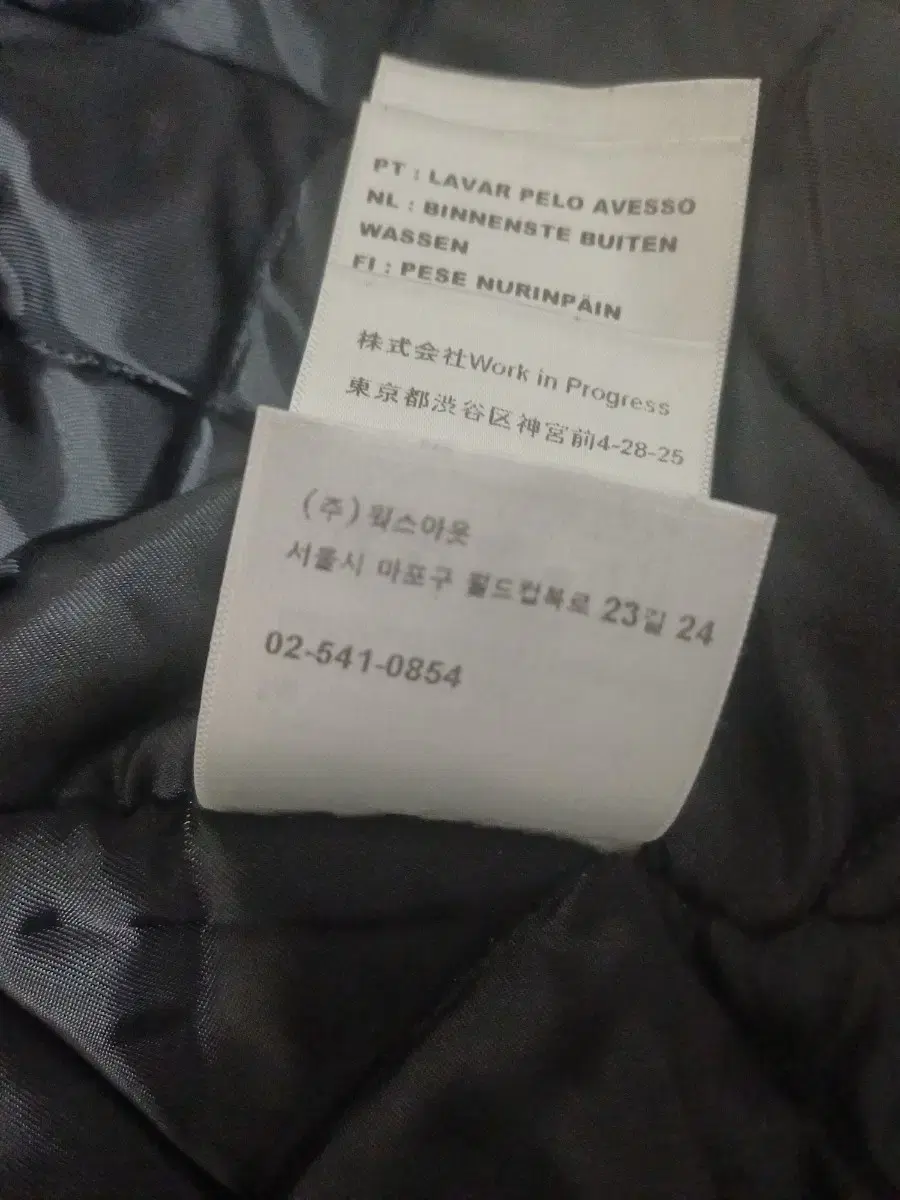 PT : LAVAR PELO AVESSO
NL : BINNENSTE BUITEN
WASSEN
FI : PESE NURINPÄIN
株式会社Work in Progress
東京都渋谷区神宮前4-28-25
(주) 웍스아웃
서울시 마포구 월드컵북로 23길 24
02-541-0854